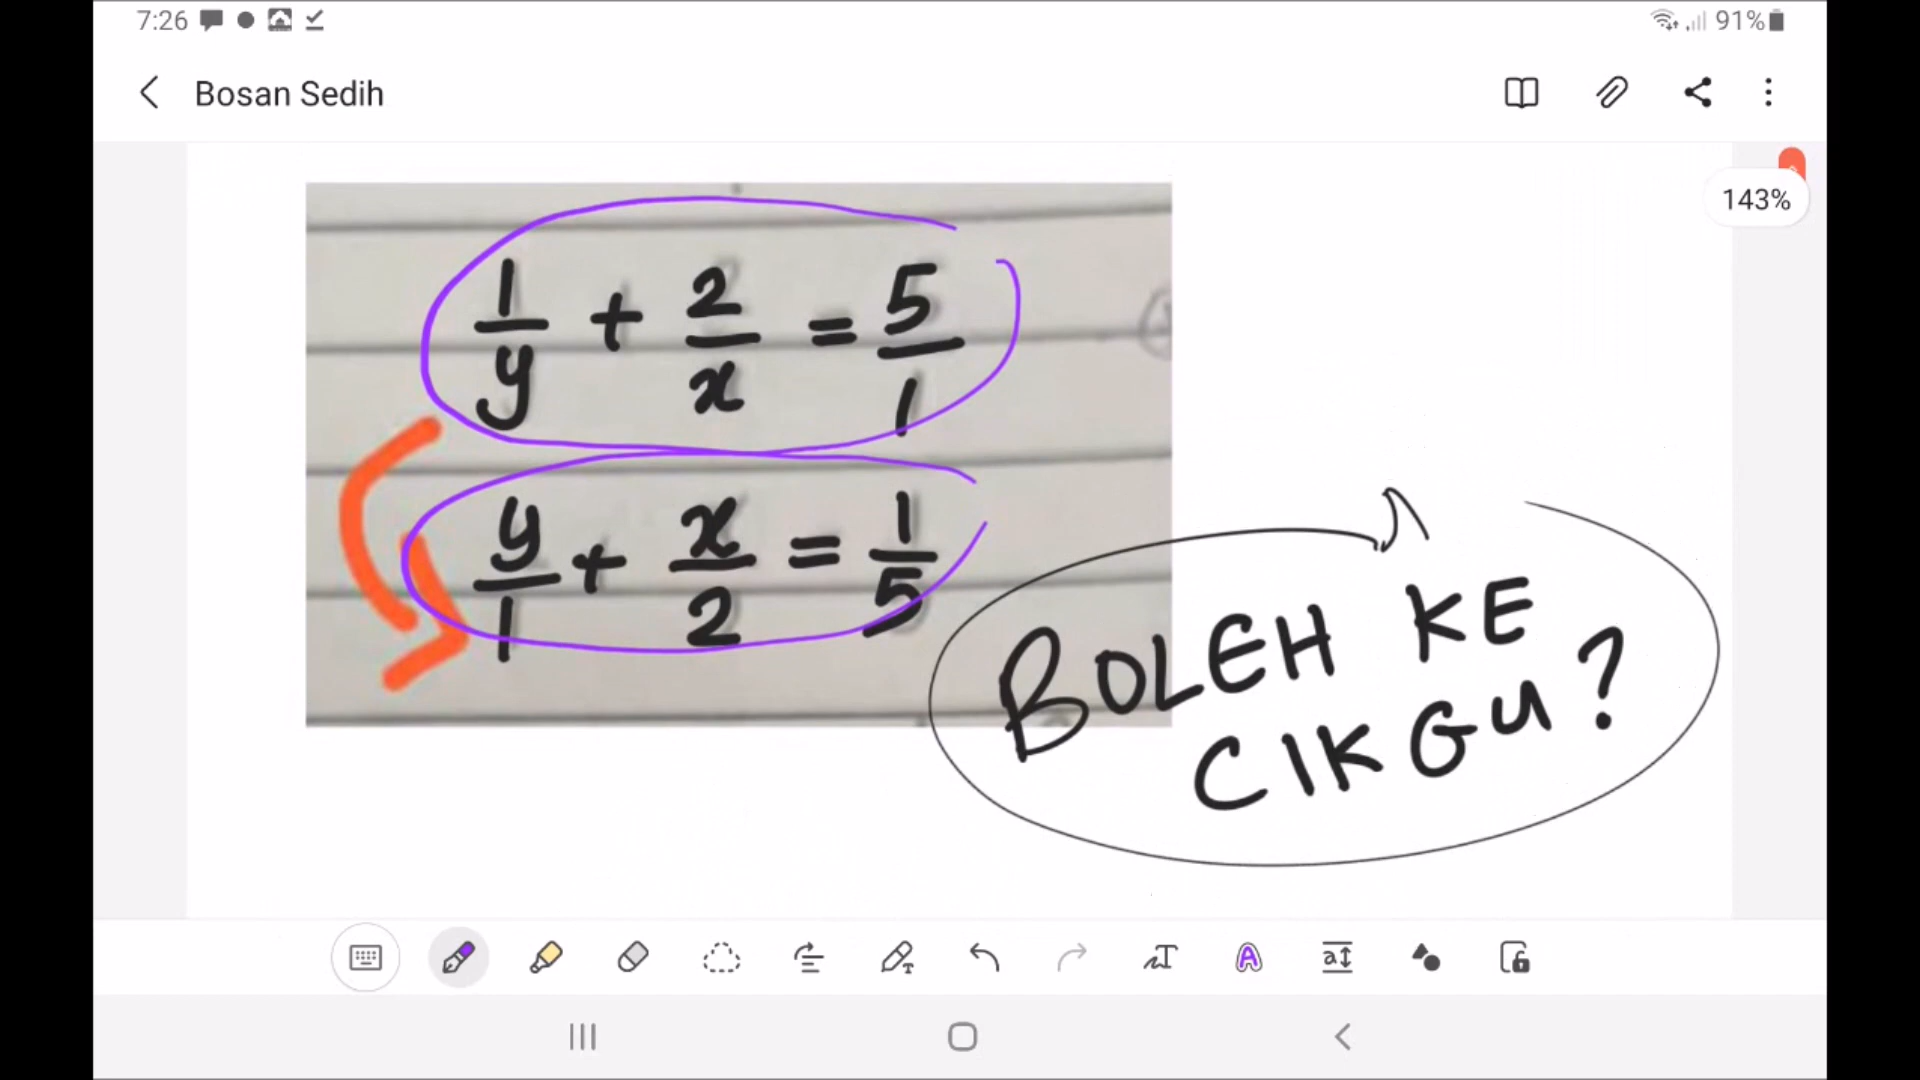 7:26 91%
Bosan Sedih
143%
1/y + 2/x = 5/1
y/1 + x/2 = 1/5
BOLEH KE
CIKGU?